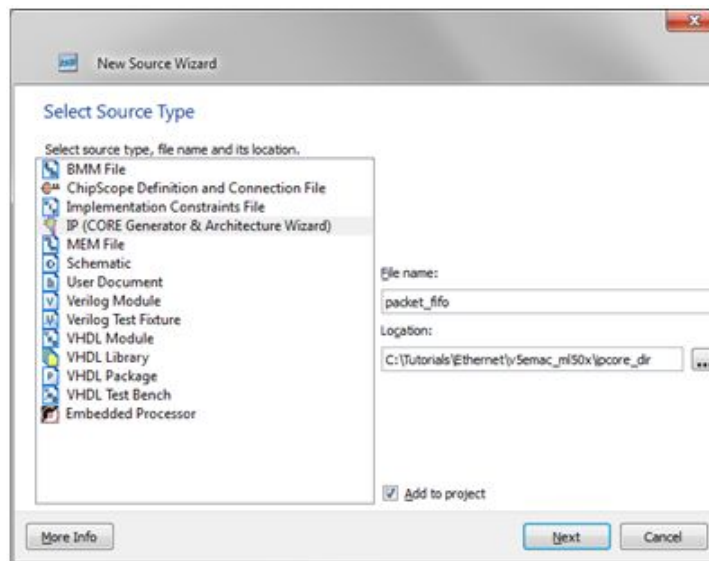 New Source Wizard
Select Source Type
Select source type, file name and its location.
BMM File
ChipScope Definition and Connection File
Implementation Constraints File
IP (CORE Generator & Architecture Wizard)
MEM File
Schematic
User Document
Verilog Module
Verilog Test Fixture
VHDL Module
VHDL Library
VHDL Package
VHDL Test Bench
Embedded Processor
File name:
packet_fifo
Location:
C:\Tutorials\Ethernet\v5emac_ml50x\ipcore_dir
...
Add to project
More Info
Next
Cancel